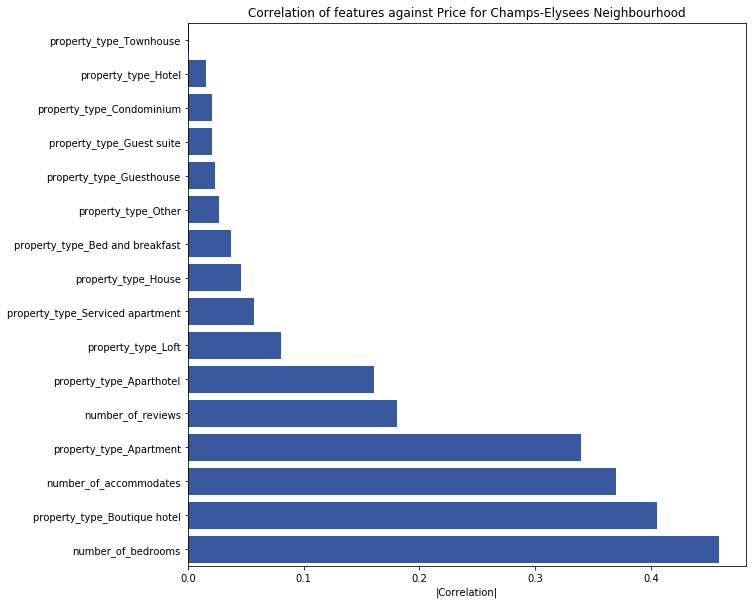 Correlation of features against Price for Champs-Elysees Neighbourhood
property_type_Townhouse
property_type_Hotel
property_type_Condominium
property_type_Guest suite
property_type_Guesthouse
property_type_Other
property_type_Bed and breakfast
property_type_House
property_type_Serviced apartment
property_type_Loft
property_type_Aparthotel
number_of_reviews
property_type_Apartment
number_of_accommodates
property_type_Boutique hotel
number_of_bedrooms
0.0 0.1 0.2 0.3 0.4
|Correlation|